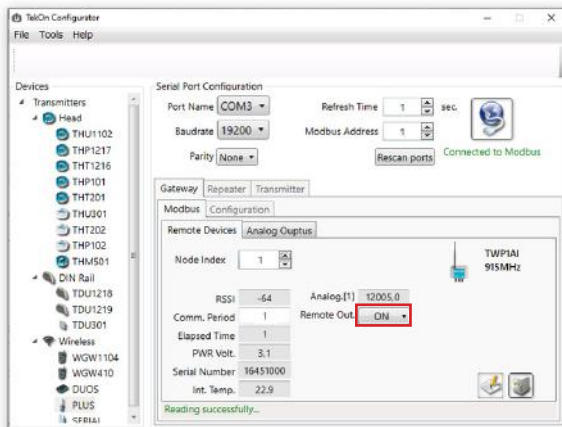 TekOn Configurator
File Tools Help
Devices
Transmitters
Head
THU1102
THP1217
THT1216
THP101
THT201
THU301
THT202
THP102
THM501
DIN Rail
TDU1218
TDU1219
TDU301
Wireless
WGW1104
WGW410
DUOS
PLUS
SERIAL
Serial Port Configuration
Port Name COM3 Refresh Time 1 sec.
Baudrate 19200 Modbus Address 1
Parity None Rescan ports Connected to Modbus
Gateway Repeater Transmitter
Modbus Configuration
Remote Devices Analog Ouptus
Node Index 1 TWP1AI
915MHz
RSSI -64 Analog.[1] 12005,0
Comm. Period 1 Remote Out. ON
Elapsed Time 1
PWR Volt. 3.1
Serial Number 16451000
Int. Temp. 22.9
Reading successfully...